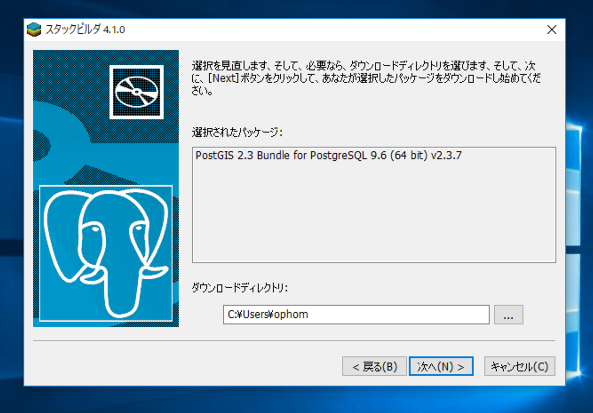 スタックビルダ 4.1.0
選択を見直します、そして、必要なら、ダウンロードディレクトリを選びます、そして、次
に、[Next]ボタンをクリックして、あなたが選択したパッケージをダウンロードし始めてくだ
さい。
選択されたパッケージ:
PostGIS 2.3 Bundle for PostgreSQL 9.6 (64 bit) v2.3.7
ダウンロードディレクトリ:
C:¥Users¥ophom
...
< 戻る(B)
次へ(N) >
キャンセル(C)